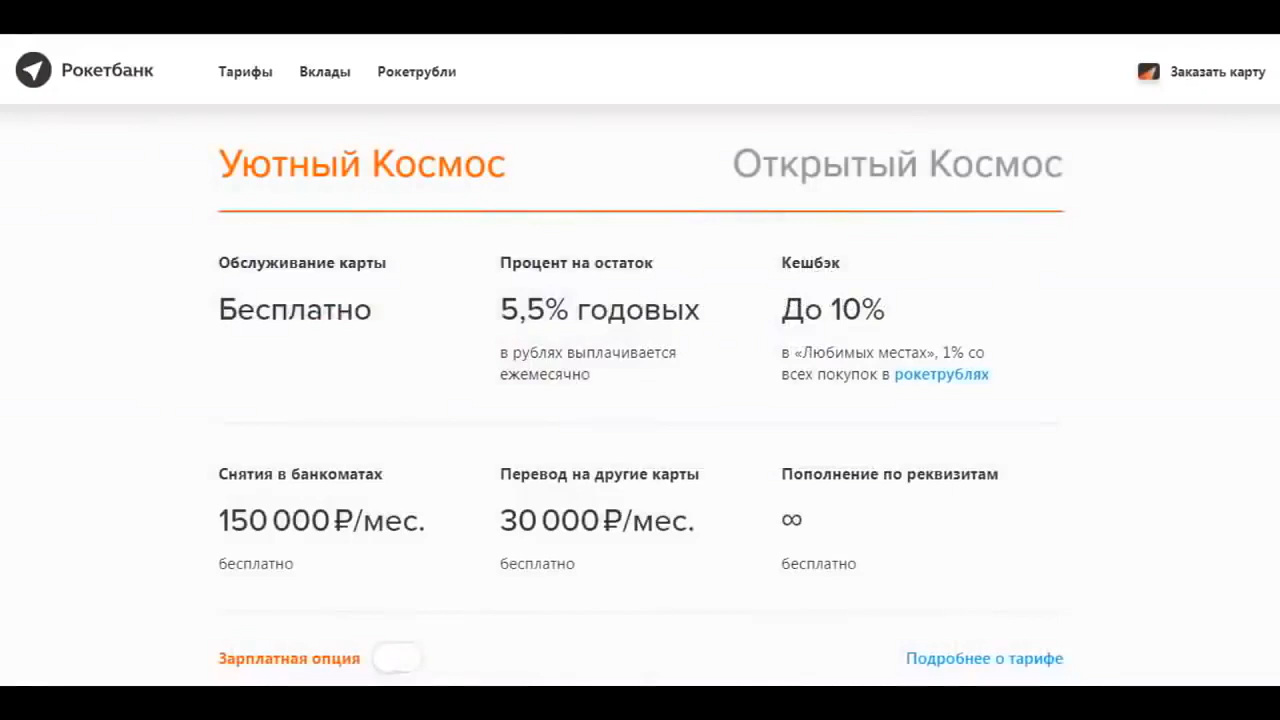 Рокетбанк Тарифы Вклады Рокетрубли Заказать карту
Уютный Космос Открытый Космос
Обслуживание карты Процент на остаток Кешбэк
Бесплатно 5,5% годовых До 10%
в рублях выплачивается в «Любимых местах», 1% со
ежемесячно всех покупок в рокетрублях
Снятия в банкоматах Перевод на другие карты Пополнение по реквизитам
150 000 ₽/мес. 30 000 ₽/мес. ∞
бесплатно бесплатно бесплатно
Зарплатная опция Подробнее о тарифе